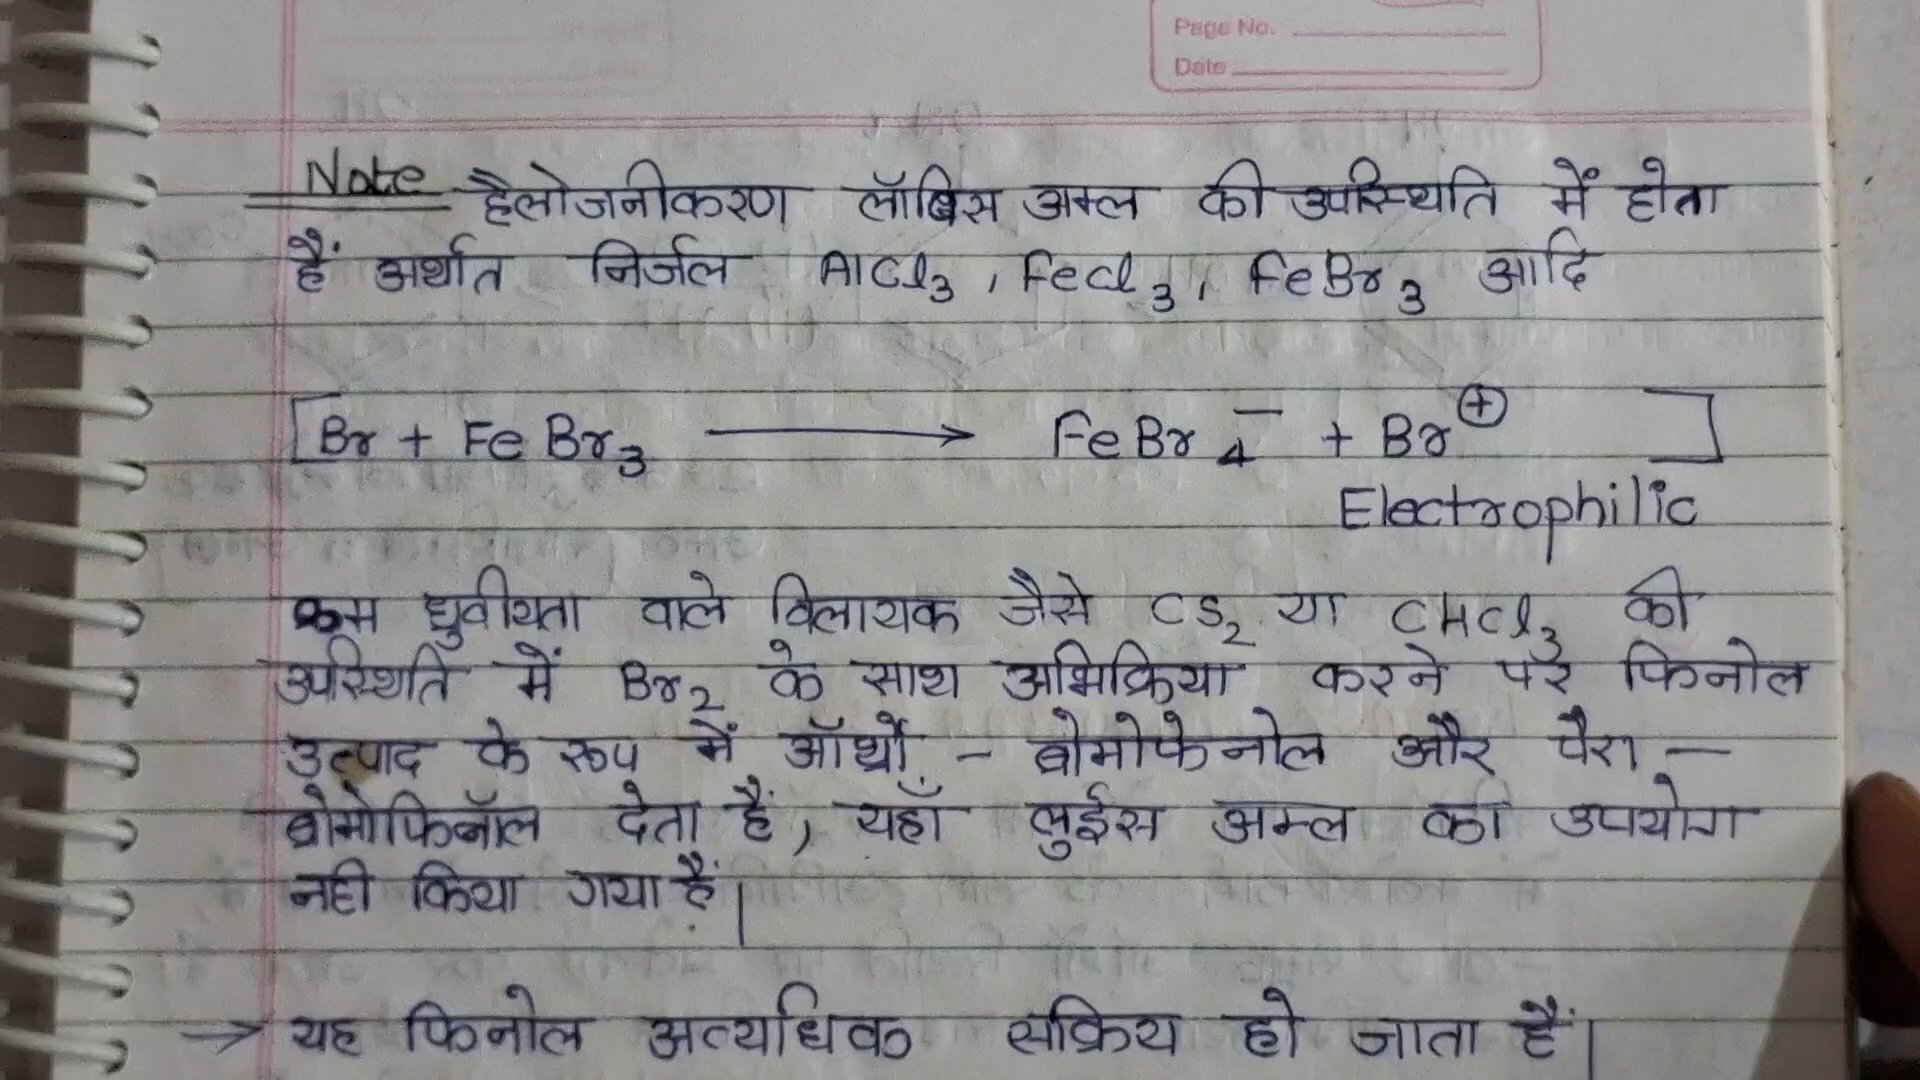 Page No.
Date
Note हैलोजनीकरण लॉबिस अम्ल की उपस्थिति में होता
हैं अर्थात निर्जल AlCl3 , FeCl3, FeBr3 आदि
[Br + FeBr3 ⟶ FeBr4⁻ + Br⊕ ]
Electrophilic
कम ध्रुवीयता वाले विलायक जैसे CS2 या CHCl3 की
उपस्थिति में Br2 के साथ अभिक्रिया करने पर फिनोल
उत्पाद के रूप में ऑर्थो - ब्रोमोफेनोल और पैरा -
ब्रोमोफिनॉल देता हैं, यहाँ लुईस अम्ल का उपयोग
नही किया गया हैं।
→ यह फिनोल अत्यधिक सक्रिय हो जाता हैं।